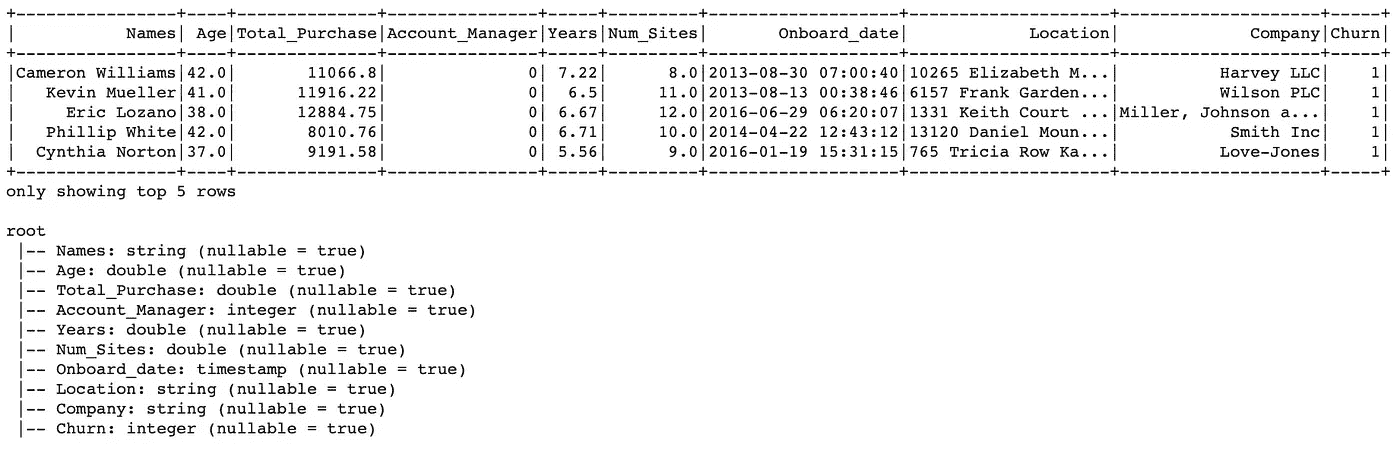 +----------------+----+--------------+---------------+-----+---------+-------------------+--------------------+--------------------+-----+
|           Names| Age|Total_Purchase|Account_Manager|Years|Num_Sites|       Onboard_date|            Location|             Company|Churn|
+----------------+----+--------------+---------------+-----+---------+-------------------+--------------------+--------------------+-----+
|Cameron Williams|42.0|       11066.8|              0| 7.22|      8.0|2013-08-30 07:00:40|10265 Elizabeth M...|          Harvey LLC|    1|
|   Kevin Mueller|41.0|      11916.22|              0|  6.5|     11.0|2013-08-13 00:38:46|6157 Frank Garden...|          Wilson PLC|    1|
|     Eric Lozano|38.0|      12884.75|              0| 6.67|     12.0|2016-06-29 06:20:07|1331 Keith Court ...|Miller, Johnson a...|    1|
|   Phillip White|42.0|       8010.76|              0| 6.71|     10.0|2014-04-22 12:43:12|13120 Daniel Moun...|           Smith Inc|    1|
|  Cynthia Norton|37.0|       9191.58|              0| 5.56|      9.0|2016-01-19 15:31:15|765 Tricia Row Ka...|          Love-Jones|    1|
+----------------+----+--------------+---------------+-----+---------+-------------------+--------------------+--------------------+-----+
only showing top 5 rows

root
 |-- Names: string (nullable = true)
 |-- Age: double (nullable = true)
 |-- Total_Purchase: double (nullable = true)
 |-- Account_Manager: integer (nullable = true)
 |-- Years: double (nullable = true)
 |-- Num_Sites: double (nullable = true)
 |-- Onboard_date: timestamp (nullable = true)
 |-- Location: string (nullable = true)
 |-- Company: string (nullable = true)
 |-- Churn: integer (nullable = true)